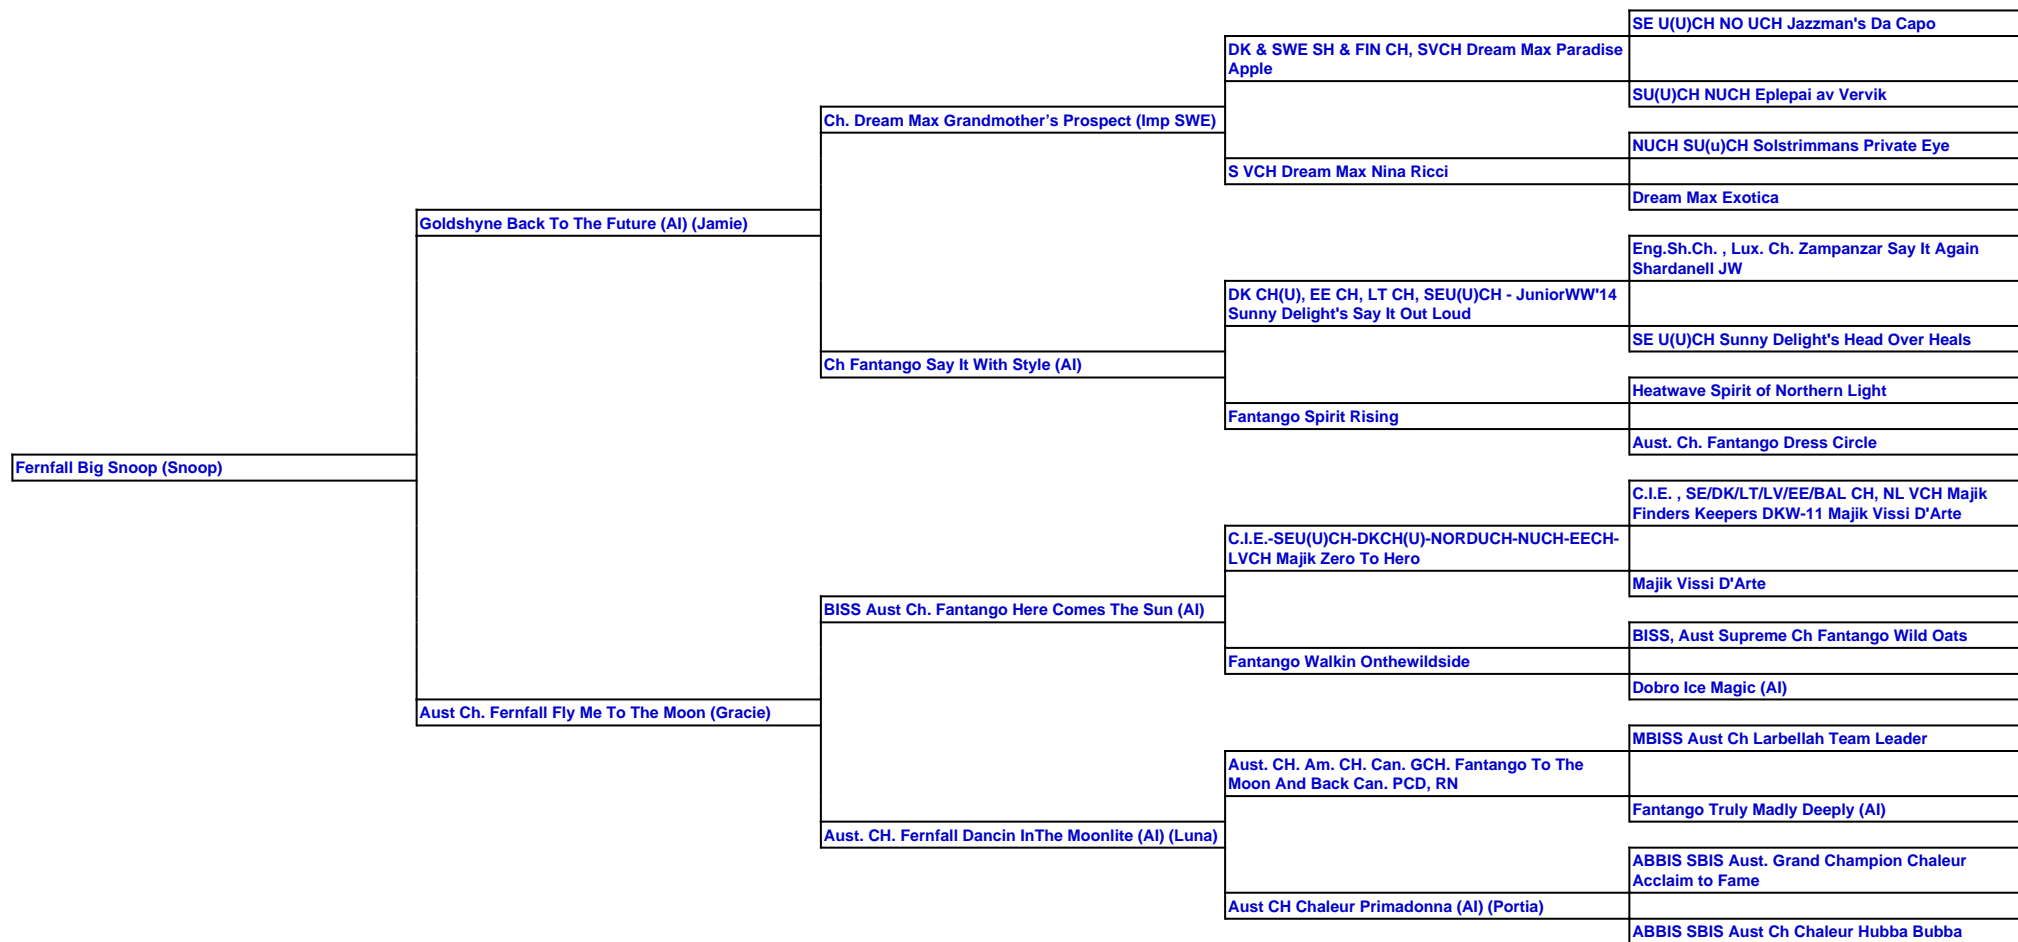 SE U(U)CH NO UCH Jazzman's Da Capo
DK & SWE SH & FIN CH, SVCH Dream Max Paradise
Apple
SU(U)CH NUCH Eplepai av Vervik
Ch. Dream Max Grandmother’s Prospect (Imp SWE)
NUCH SU(u)CH Solstrimmans Private Eye
S VCH Dream Max Nina Ricci
Dream Max Exotica
Goldshyne Back To The Future (AI) (Jamie)
Eng.Sh.Ch. , Lux. Ch. Zampanzar Say It Again
Shardanell JW
DK CH(U), EE CH, LT CH, SEU(U)CH - JuniorWW'14
Sunny Delight's Say It Out Loud
SE U(U)CH Sunny Delight's Head Over Heals
Ch Fantango Say It With Style (AI)
Heatwave Spirit of Northern Light
Fantango Spirit Rising
Aust. Ch. Fantango Dress Circle
Fernfall Big Snoop (Snoop)
C.I.E. , SE/DK/LT/LV/EE/BAL CH, NL VCH Majik
Finders Keepers DKW-11 Majik Vissi D'Arte
C.I.E.-SEU(U)CH-DKCH(U)-NORDUCH-NUCH-EECH-
LVCH Majik Zero To Hero
Majik Vissi D'Arte
BISS Aust Ch. Fantango Here Comes The Sun (AI)
BISS, Aust Supreme Ch Fantango Wild Oats
Fantango Walkin Onthewildside
Dobro Ice Magic (AI)
Aust Ch. Fernfall Fly Me To The Moon (Gracie)
MBISS Aust Ch Larbellah Team Leader
Aust. CH. Am. CH. Can. GCH. Fantango To The
Moon And Back Can. PCD, RN
Fantango Truly Madly Deeply (AI)
Aust. CH. Fernfall Dancin InThe Moonlite (AI) (Luna)
ABBIS SBIS Aust. Grand Champion Chaleur
Acclaim to Fame
Aust CH Chaleur Primadonna (AI) (Portia)
ABBIS SBIS Aust Ch Chaleur Hubba Bubba